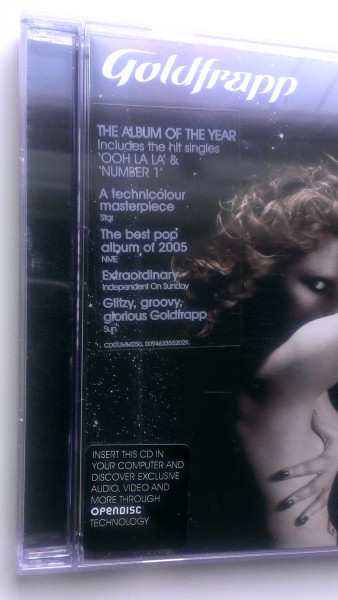 Goldfrapp
THE ALBUM OF THE YEAR
Includes the hit singles
'OOH LA LA' &
'NUMBER 1'
A technicolour
masterpiece
Star
The best pop
album of 2005
NME
Extraordinary
Independent On Sunday
Glitzy, groovy,
glorious Goldfrapp
Sun
CDSTUMM250, 0094633552029.
INSERT THIS CD IN
YOUR COMPUTER AND
DISCOVER EXCLUSIVE
AUDIO, VIDEO AND
MORE THROUGH
OPENDISC
TECHNOLOGY